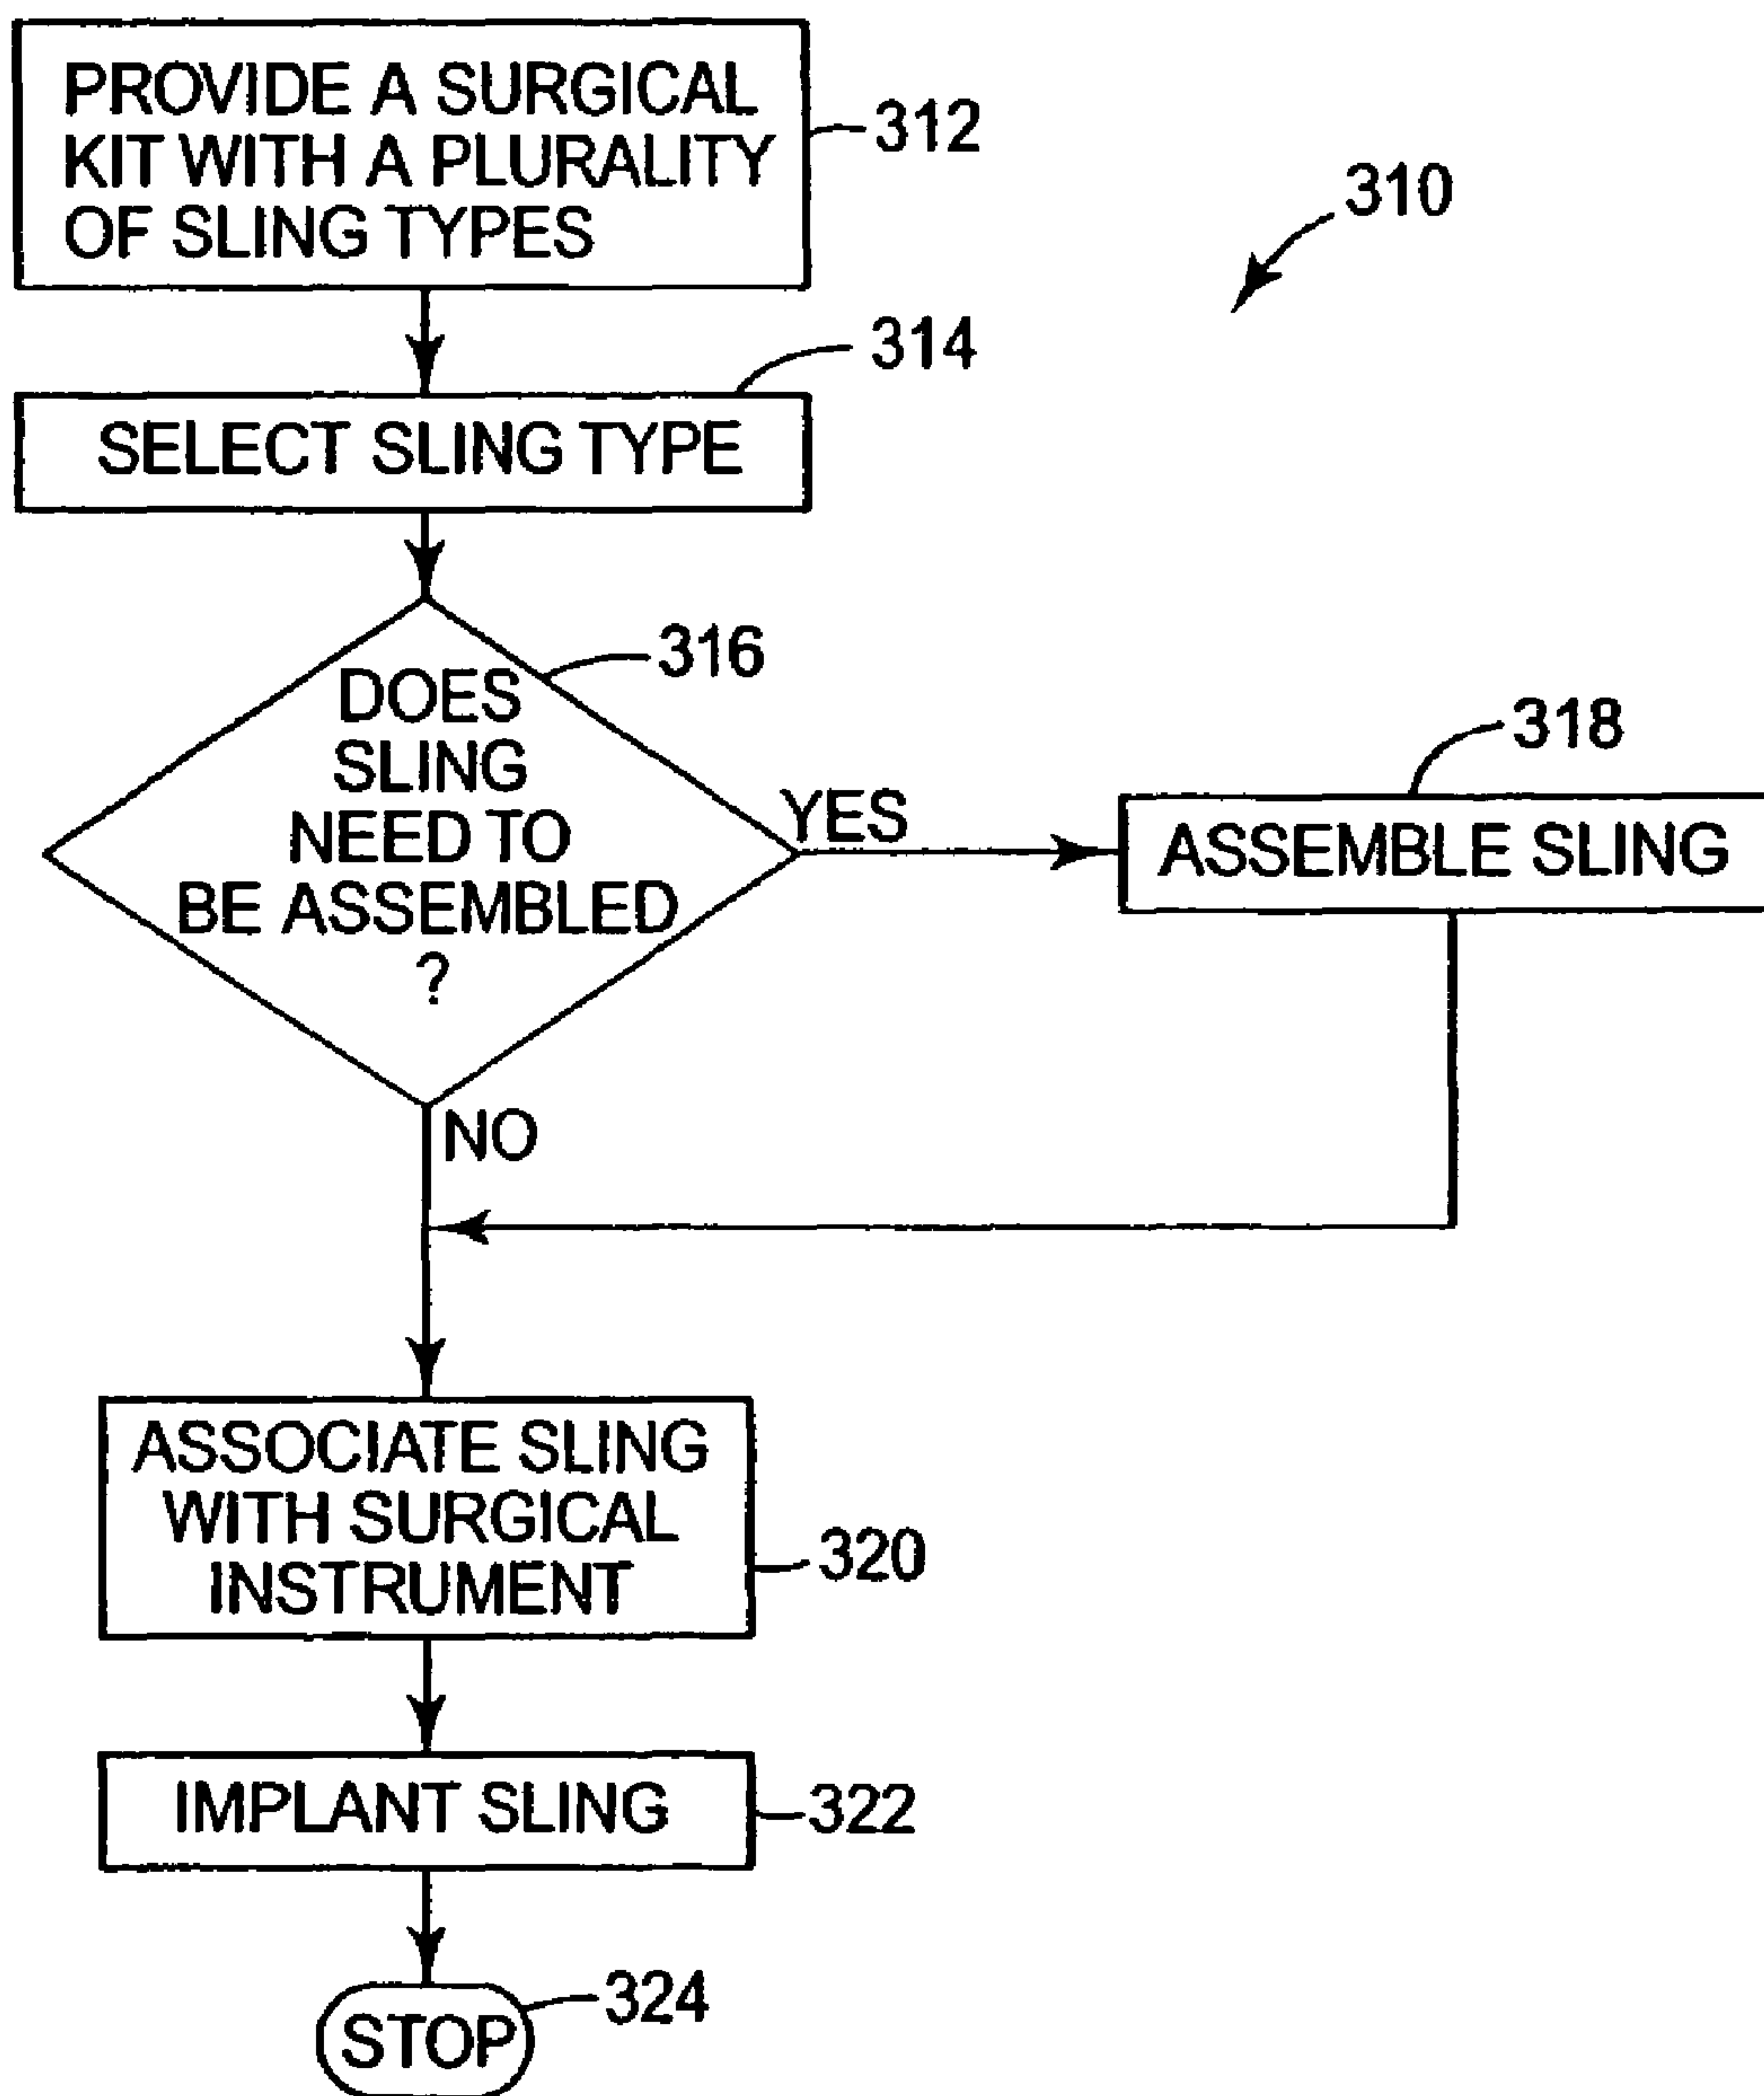 PROVIDE A SURGICAL
KIT WITH A PLURALITY
OF SLING TYPES
312
310
314
SELECT SLING TYPE
316
DOES
SLING
NEED TO
BE ASSEMBLED
?
YES
318
ASSEMBLE SLING
NO
ASSOCIATE SLING
WITH SURGICAL
INSTRUMENT
320
IMPLANT SLING
322
324
STOP